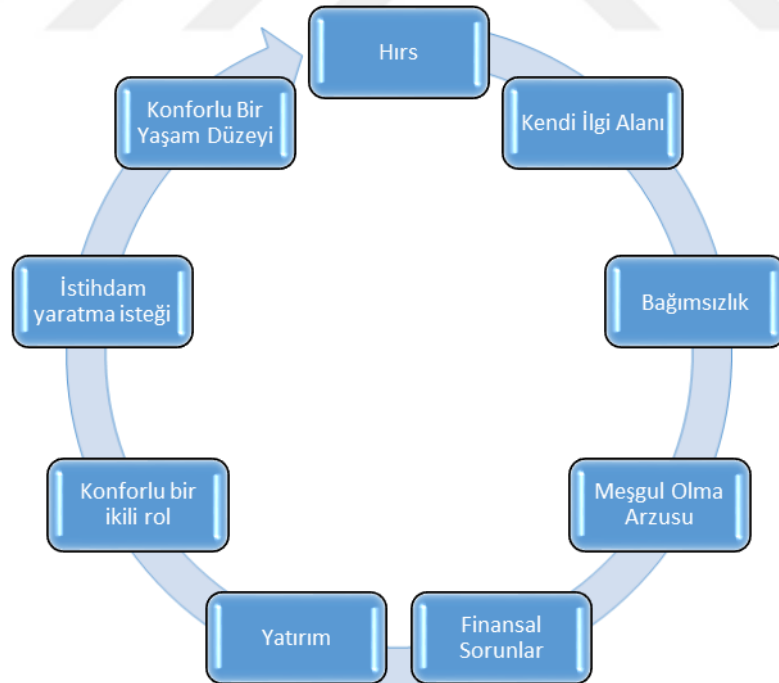 Hırs
Kendi İlgi Alanı
Bağımsızlık
Meşgul Olma
Arzusu
Finansal
Sorunlar
Yatırım
Konforlu bir
ikili rol
İstihdam
yaratma isteği
Konforlu Bir
Yaşam Düzeyi